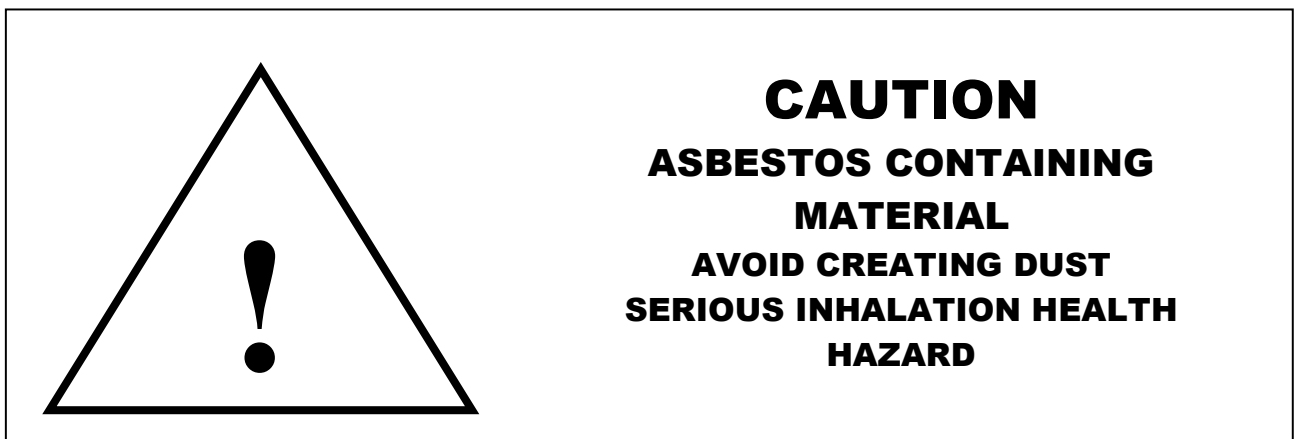 CAUTION
ASBESTOS CONTAINING
MATERIAL
AVOID CREATING DUST
SERIOUS INHALATION HEALTH
HAZARD
!